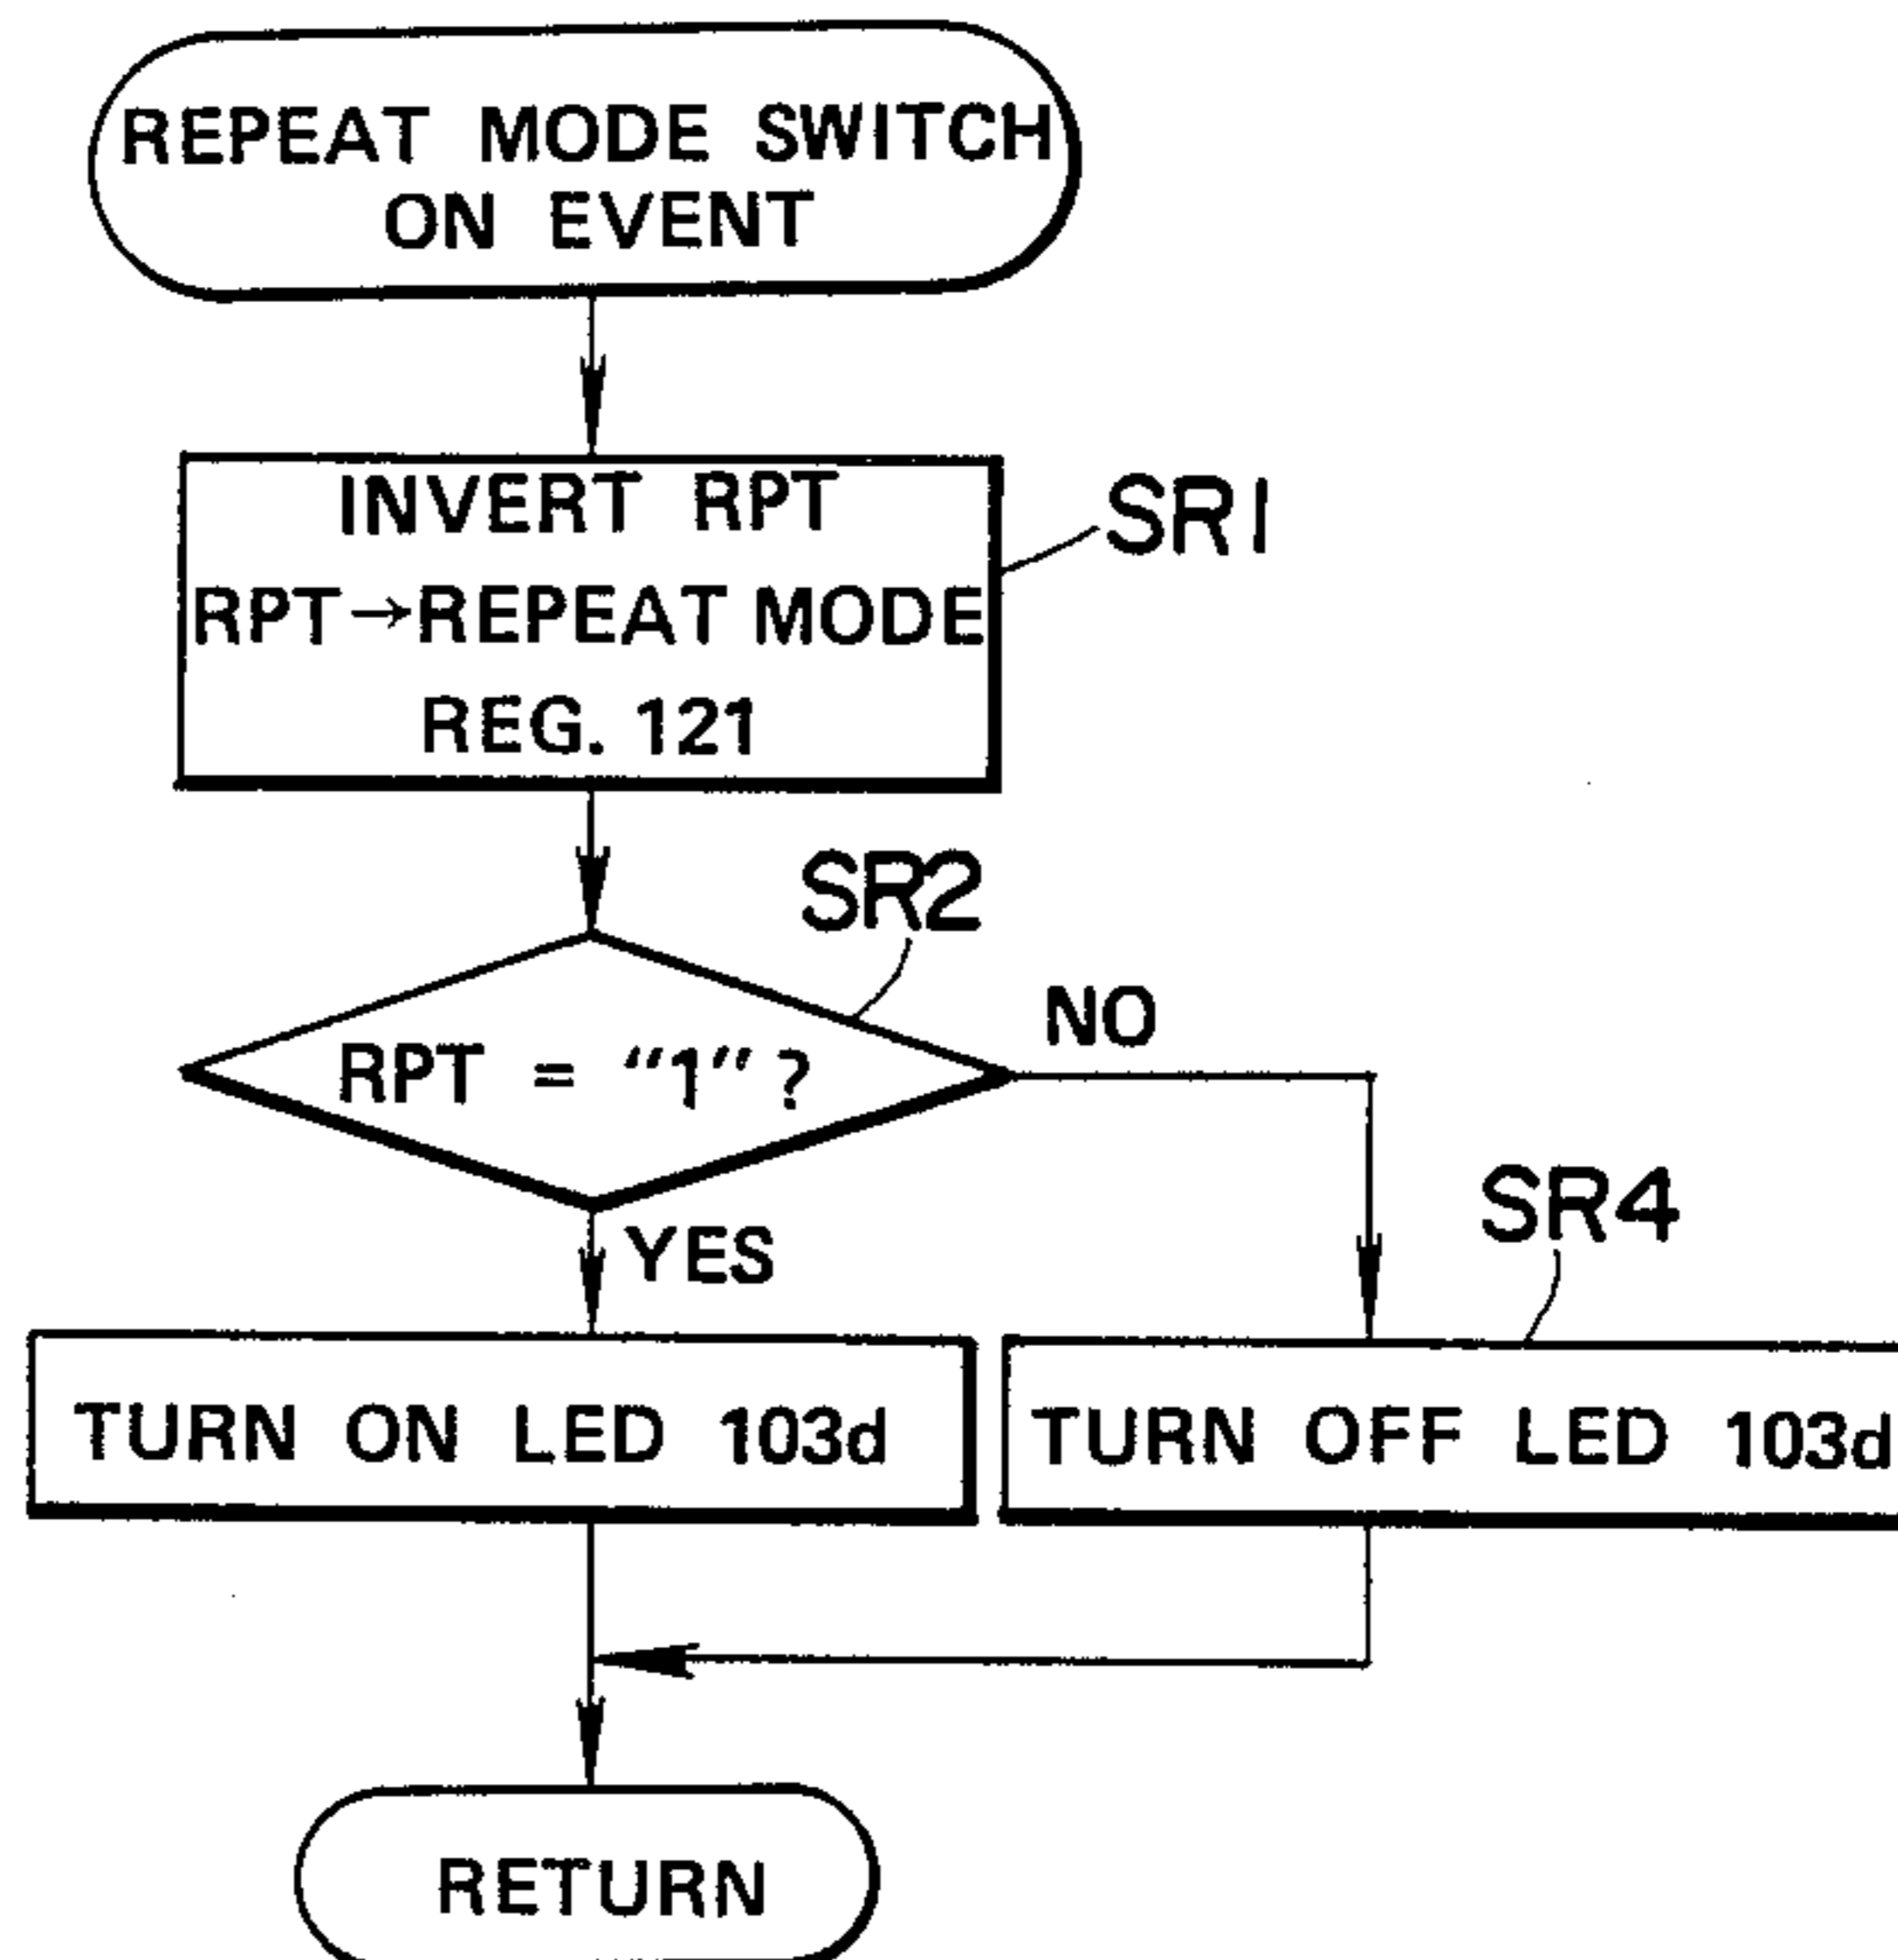 REPEAT MODE SWITCH
ON EVENT
INVERT RPT
RPT→REPEAT MODE
REG. 121
SR1
SR2
RPT = "1"?
NO
YES
SR4
TURN ON LED 103d
TURN OFF LED 103d
RETURN